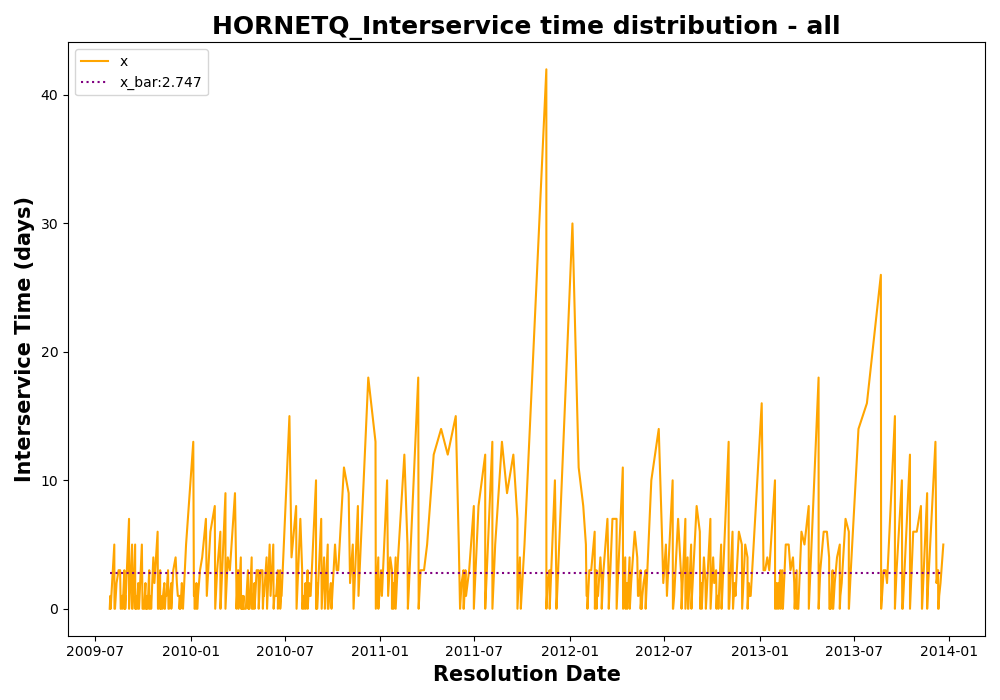 HORNETQ_Interservice time distribution - all
x
x_bar:2.747
Interservice Time (days)
40
30
20
10
0
2009-07 2010-01 2010-07 2011-01 2011-07 2012-01 2012-07 2013-01 2013-07 2014-01
Resolution Date